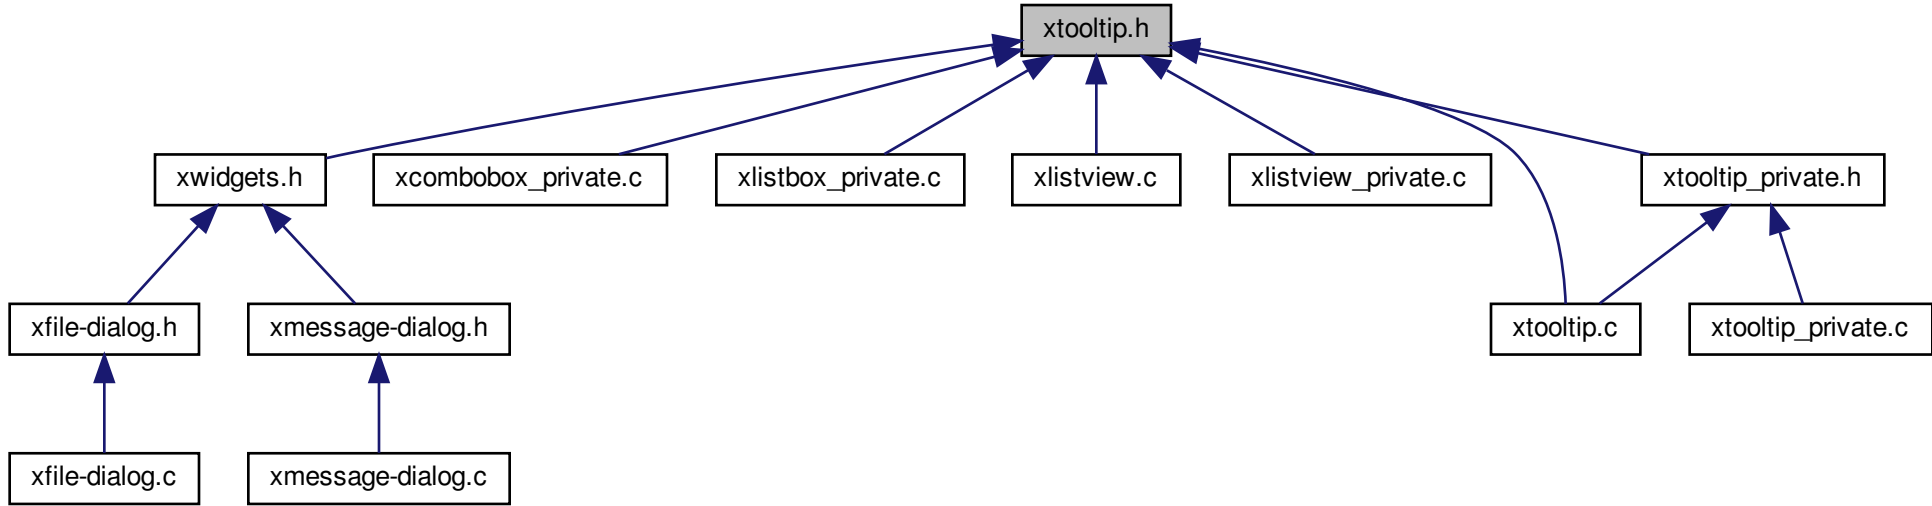 xtooltip.h
xwidgets.h
xcombobox_private.c
xlistbox_private.c
xlistview.c
xlistview_private.c
xtooltip_private.h
xfile-dialog.h
xmessage-dialog.h
xtooltip.c
xtooltip_private.c
xfile-dialog.c
xmessage-dialog.c